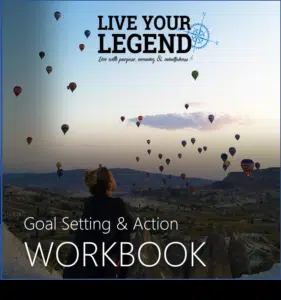 LIVE YOUR
LEGEND
Live with purpose, meaning & mindfulness
Goal Setting & Action
WORKBOOK